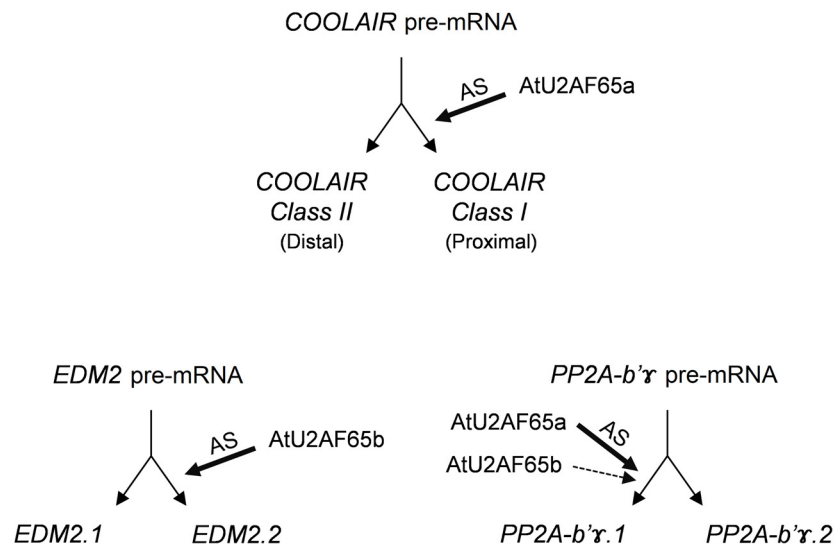 COOLAIR pre-mRNA
AS
AtU2AF65a
COOLAIR
Class II
(Distal)
COOLAIR
Class I
(Proximal)
EDM2 pre-mRNA
AS
AtU2AF65b
EDM2.1
EDM2.2
PP2A-b'ɤ pre-mRNA
AtU2AF65a
AS
AtU2AF65b
PP2A-b'ɤ.1
PP2A-b'ɤ.2